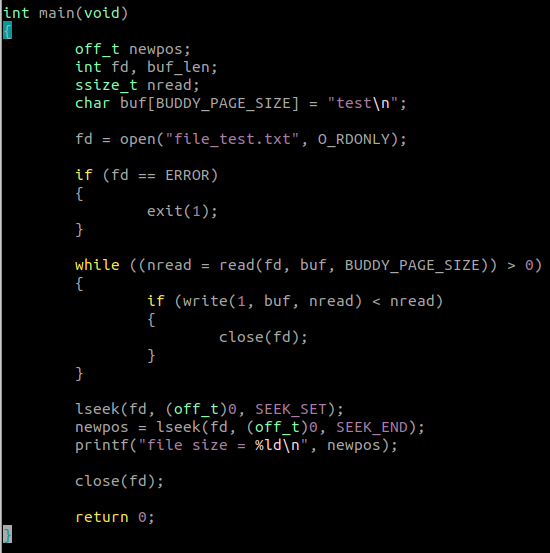 int main(void)
{
off_t newpos;
int fd, buf_len;
ssize_t nread;
char buf[BUDDY_PAGE_SIZE] = "test\n";
fd = open("file_test.txt", O_RDONLY);
if (fd == ERROR)
{
exit(1);
}
while ((nread = read(fd, buf, BUDDY_PAGE_SIZE)) > 0)
{
if (write(1, buf, nread) < nread)
{
close(fd);
}
}
lseek(fd, (off_t)0, SEEK_SET);
newpos = lseek(fd, (off_t)0, SEEK_END);
printf("file size = %ld\n", newpos);
close(fd);
return 0;
}